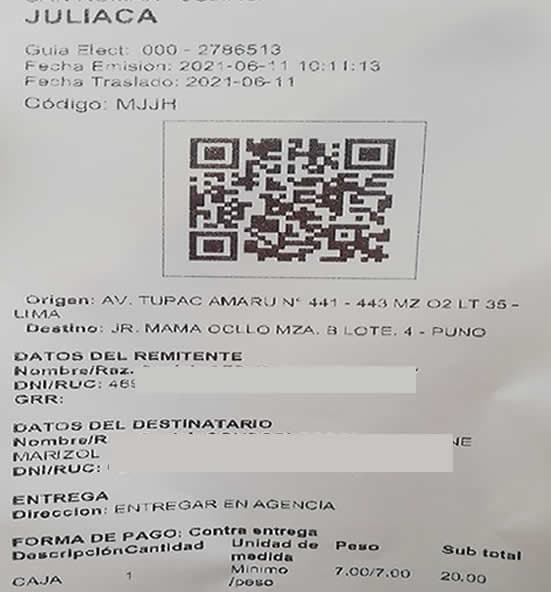 JULIACA
Guia Elect: 000 - 2786513
Fecha Emision: 2021-06-11 10:11:13
Fecha Traslado: 2021-06-11
Código: MJJH
Origen: AV. TUPAC AMARU N° 441 - 443 MZ O2 LT 35 -
LIMA
Destino: JR. MAMA OCLLO MZA. B LOTE. 4 - PUNO
DATOS DEL REMITENTE
Nombre/Raz.
DNI/RUC: 469
GRR:
DATOS DEL DESTINATARIO
Nombre/R NE
MARIZOL
DNI/RUC:
ENTREGA
Direccion: ENTREGAR EN AGENCIA
FORMA DE PAGO: Contra entrega
Descripción Cantidad Unidad de medida Peso Sub total
CAJA 1 Minimo /peso 7.00/7.00 20.00